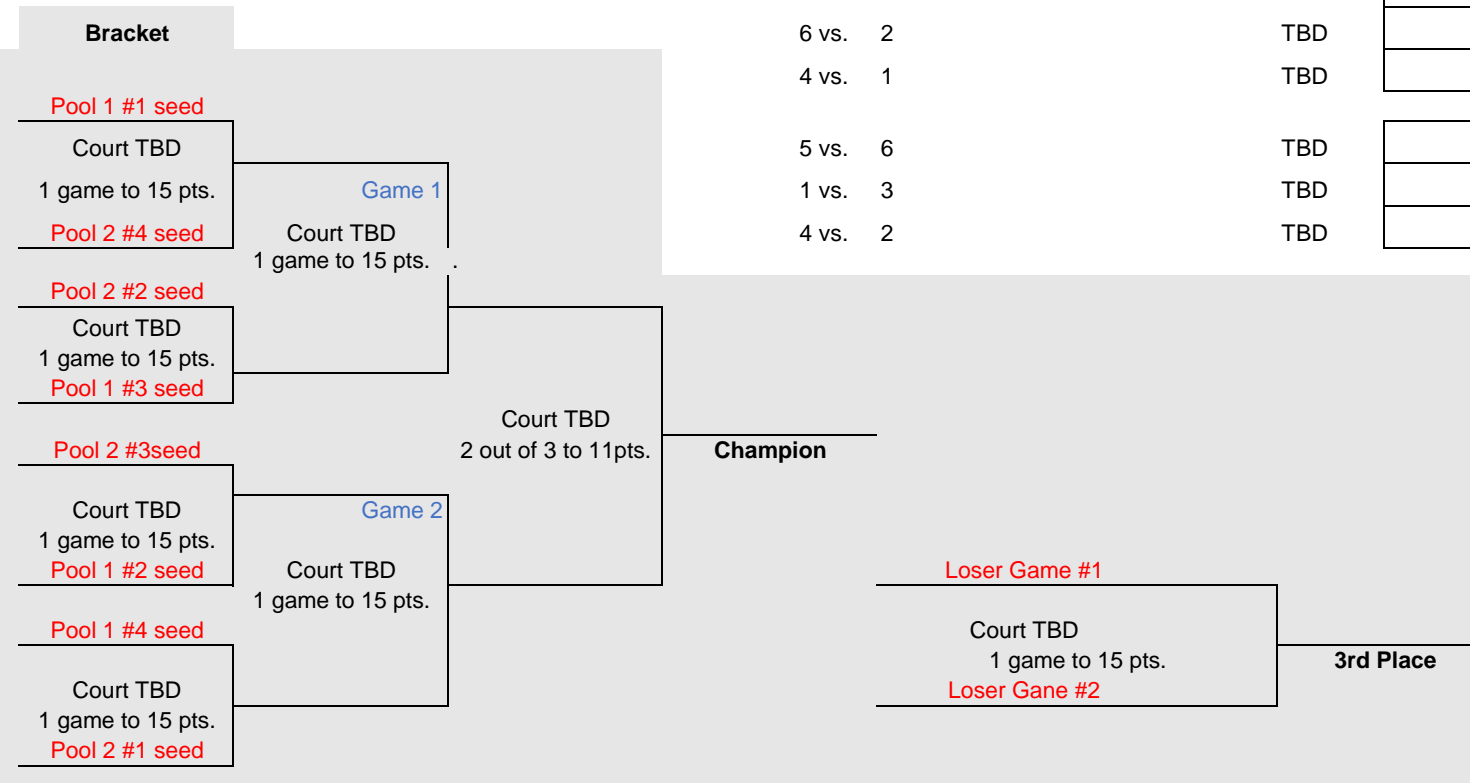 Bracket
6 vs. 2 TBD
4 vs. 1 TBD
Pool 1 #1 seed
Court TBD
1 game to 15 pts.
Pool 2 #4 seed
5 vs. 6 TBD
1 vs. 3 TBD
4 vs. 2 TBD
Game 1
Court TBD
1 game to 15 pts. .
Pool 2 #2 seed
Court TBD
1 game to 15 pts.
Pool 1 #3 seed
Court TBD
2 out of 3 to 11pts.
Champion
Pool 2 #3seed
Court TBD
1 game to 15 pts.
Pool 1 #2 seed
Game 2
Court TBD
1 game to 15 pts.
Pool 1 #4 seed
Court TBD
1 game to 15 pts.
Pool 2 #1 seed
Loser Game #1
Court TBD
1 game to 15 pts.
Loser Gane #2
3rd Place